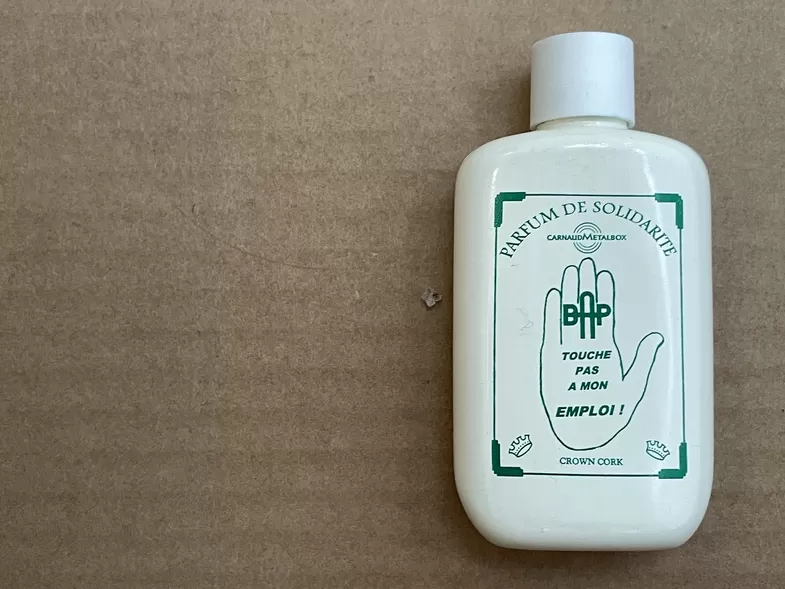 PARFUM DE SOLIDARITE
CARNAUDMETALBOX
BAP
TOUCHE
PAS
A MON
EMPLOI !
CROWN CORK